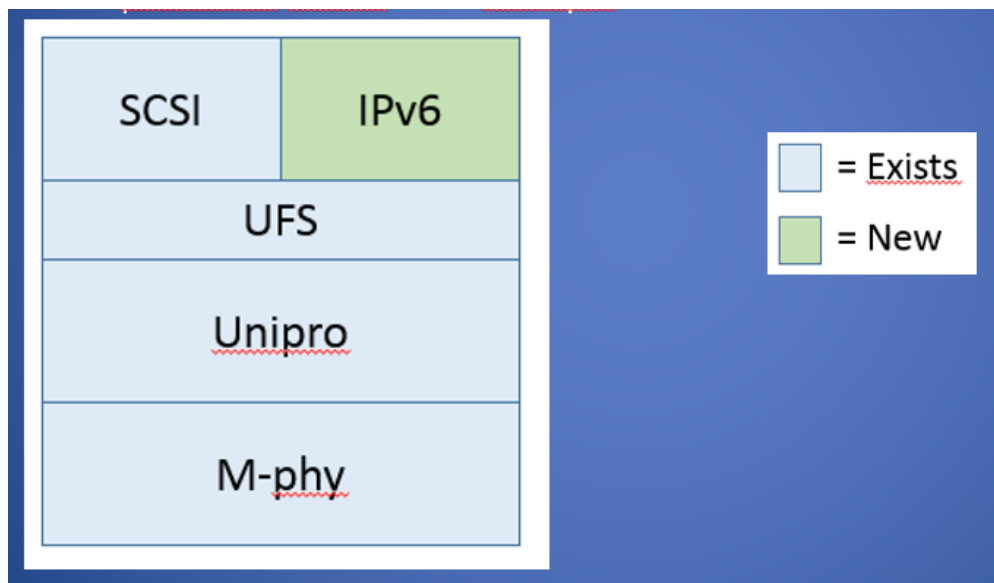 SCSI IPv6
UFS
Unipro
M-phy
= Exists
= New